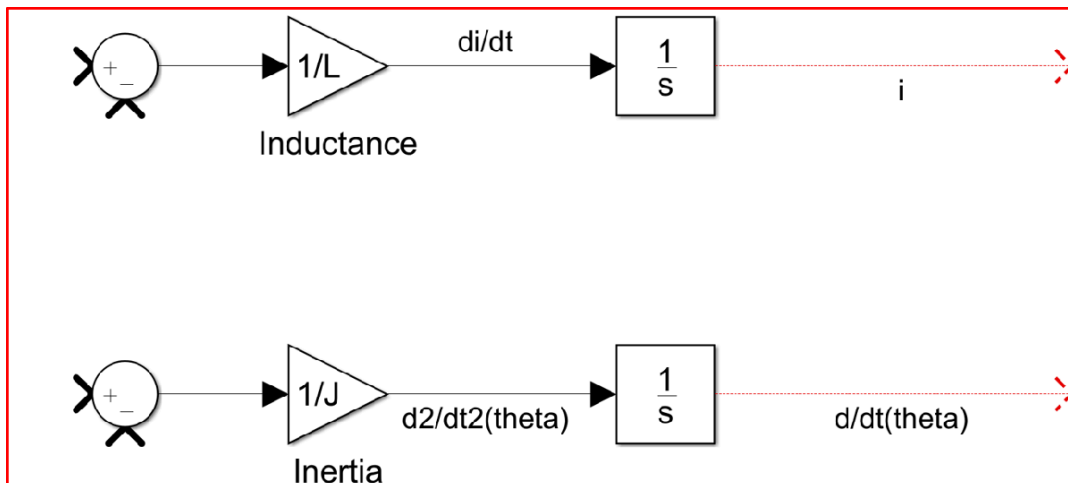 di/dt
+
−
1/L
1
s
i
Inductance
+
−
1/J
1
s
d2/dt2(theta)
d/dt(theta)
Inertia